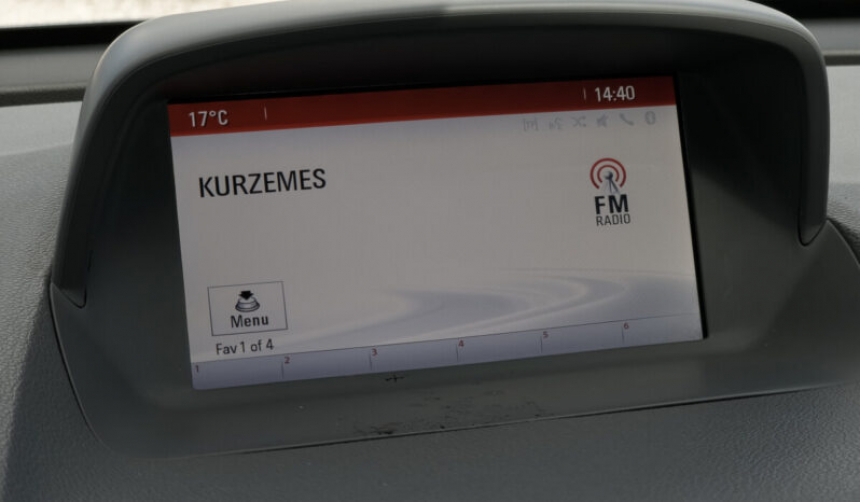 17°C 14:40
KURZEMES
FM
RADIO
Menu
Fav 1 of 4
1 2 3 4 5 6